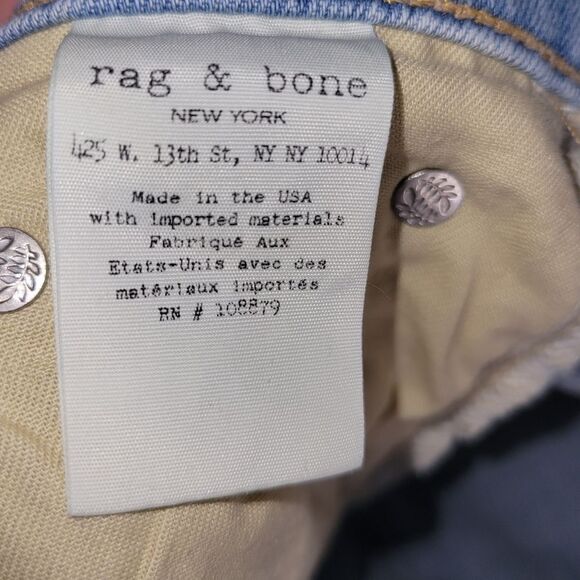 rag & bone
NEW YORK
425 W. 13th St, NY NY 10014
Made in the USA
with imported materials
Fabriqué Aux
Etats-Unis avec des
matériaux importés
RN # 108879